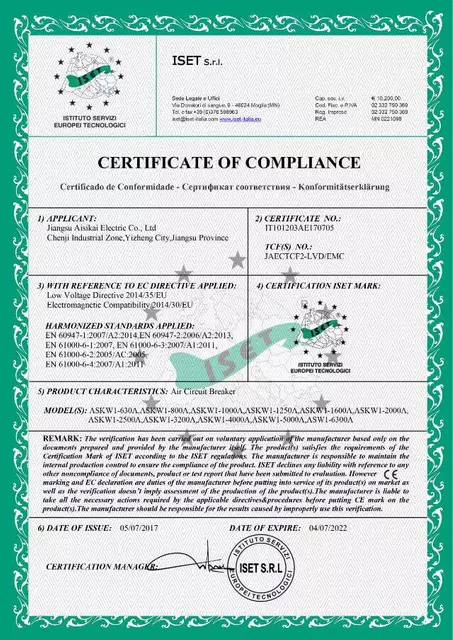 ISET
ISTITUTO SERVIZI
EUROPEI TECNOLOGICI
ISET S.r.l.
Sede Legale e Uffici
Via Donatori di sangue, 9 - 46024 Moglia (MN)
Tel. e fax +39 (0)376 598963
iset@iset-italia.com www.iset-italia.eu
Cap. soc. i.v. € 10.200,00
Cod. Fisc. e P.IVA 02 332 750 369
Reg. Imprese 02 332 750 369
REA MN 0221098
CERTIFICATE OF COMPLIANCE
Certificado de Conformidade - Сертификат соответствия - Konformitätserklärung
1) APPLICANT:
Jiangsu Aisikai Electric Co., Ltd
Chenji Industrial Zone,Yizheng City,Jiangsu Province
2) CERTIFICATE NO.:
IT101203AE170705
TCF(S) NO.:
JAECTCF2-LVD/EMC
3) WITH REFERENCE TO EC DIRECTIVE APPLIED:
Low Voltage Directive 2014/35/EU
Electromagnetic Compatibility 2014/30/EU
HARMONIZED STANDARDS APPLIED:
EN 60947-1:2007/A2:2014,EN 60947-2:2006/A2:2013,
EN 61000-6-1:2007, EN 61000-6-3:2007/A1:2011,
EN 61000-6-2:2005/AC:2005,
EN 61000-6-4:2007/A1:2011
4) CERTIFICATION ISET MARK:
ISET
ISTITUTO SERVIZI
EUROPEI TECNOLOGICI
ISET
5) PRODUCT CHARACTERISTICS: Air Circuit Breaker
MODEL(S): ASKW1-630A,ASKW1-800A,ASKW1-1000A,ASKW1-1250A,ASKW1-1600A,ASKW1-2000A,
ASKW1-2500A,ASKW1-3200A,ASKW1-4000A,ASKW1-5000A,ASW1-6300A
REMARK: The verification has been carried out on voluntary application of the manufacturer based only on the
documents prepared and provided by the manufacturer itself. The product(s) satisfies the requirements of the
Certification Mark of ISET according to the ISET regulations. The manufacturer is responsible to maintain the
internal production control to ensure the compliance of the product. ISET declines any liability with reference to any
other noncompliance of documents, product or test report that have been submitted to evaluation. However CE
marking and EC declaration are duties of the manufacturer before putting into service of its product(s) on market as
well as the verification doesn't imply assessment of the production of the product(s).The manufacturer is liable to
take all the necessary actions required by the applicable directives&procedures before putting CE mark on the
product(s).The manufacturer should be responsible for the results caused by improperly use this verification.
6) DATE OF ISSUE: 05/07/2017
DATE OF EXPIRE: 04/07/2022
CERTIFICATION MANAGER:
ISTITUTO SERVIZI
ISET S.R.L
EUROPEI TECNOLOGICI